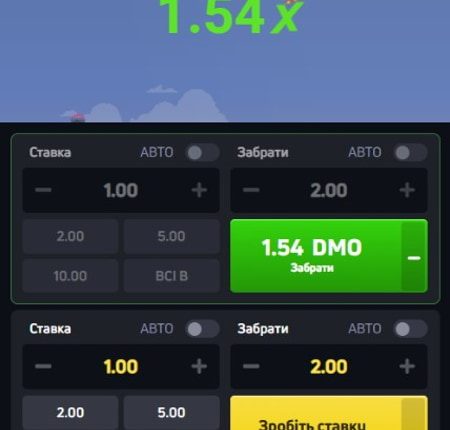 1.54x
Ставка АВТО Забрати АВТО
− 1.00 + − 2.00 +
2.00 5.00 1.54 DMO −
Забрати
10.00 ВСІ В
Ставка АВТО Забрати АВТО
− 1.00 + − 2.00 +
2.00 5.00 Зробіть ставку